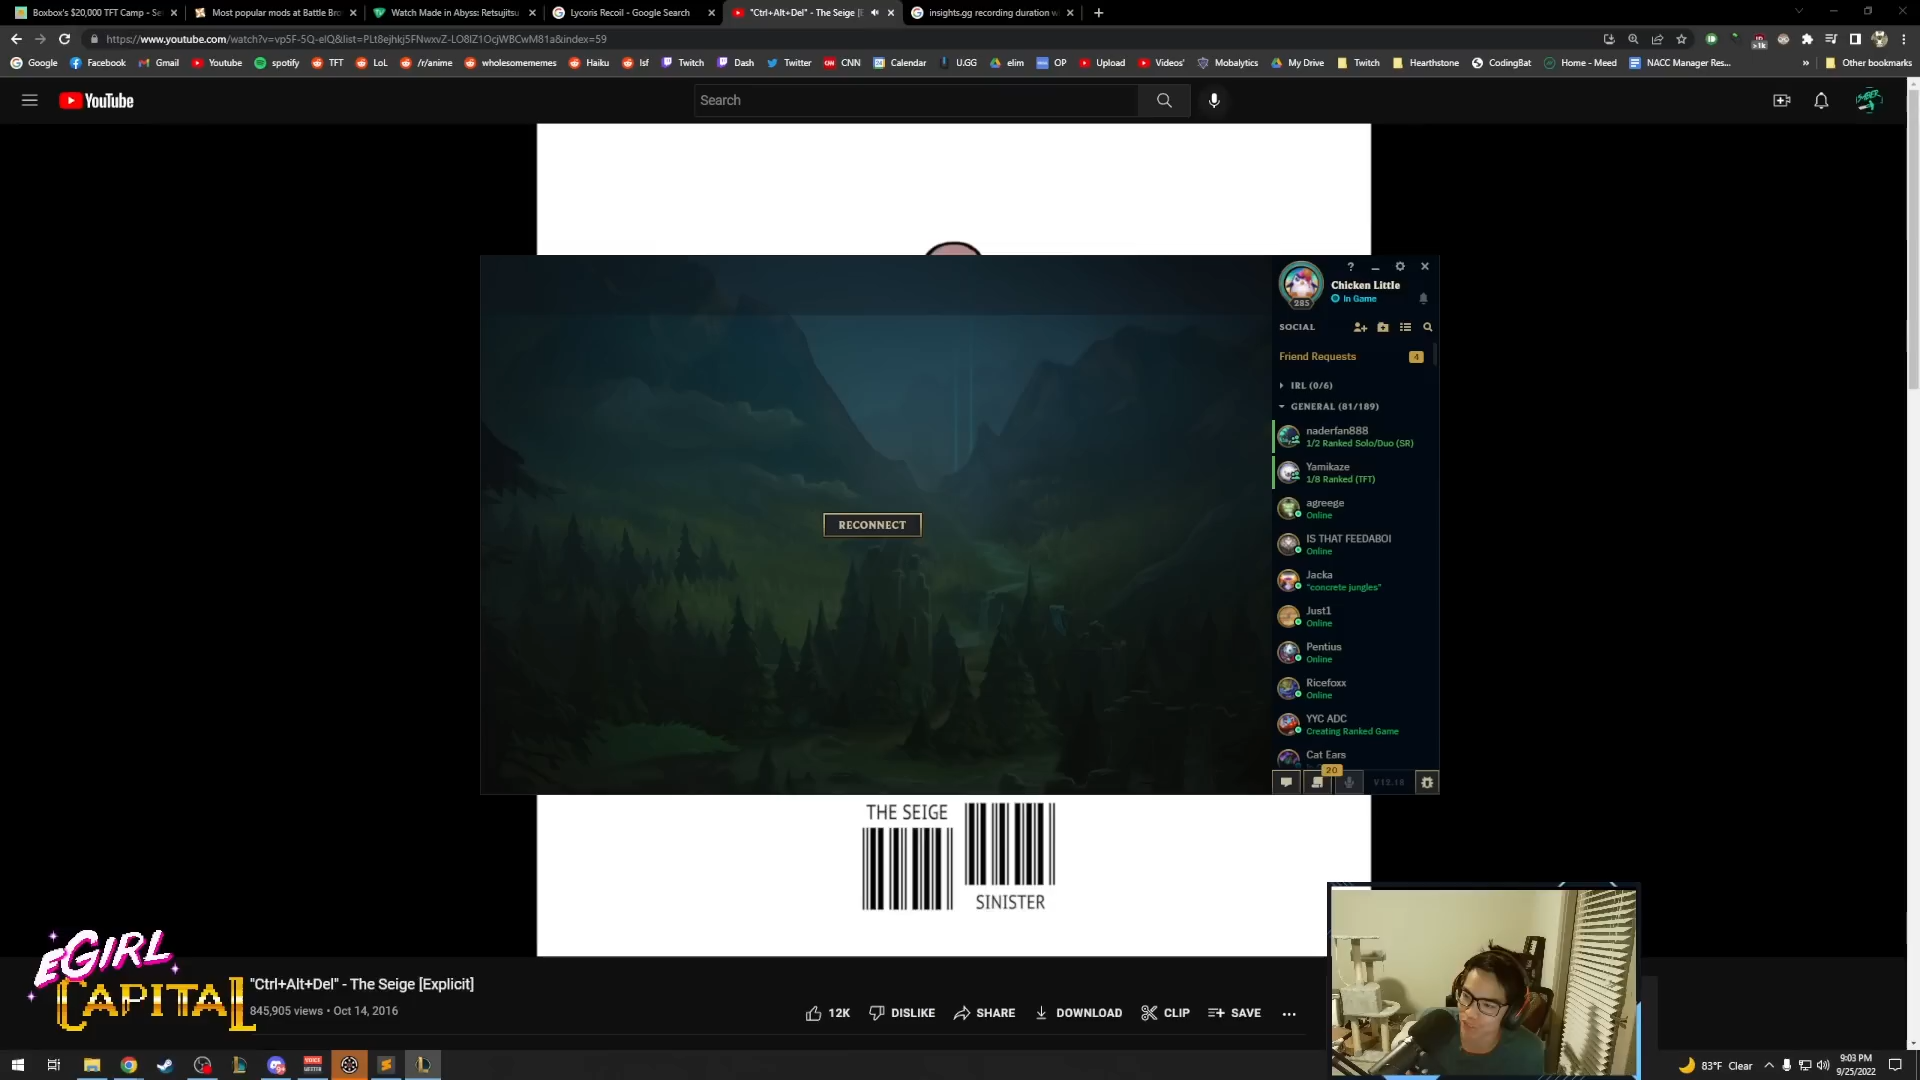 Boxbox's $20,000 TFT Camp - Se
Most popular mods at Battle Bro
Watch Made in Abyss: Retsujitsu
Lycoris Recoil - Google Search
"Ctrl+Alt+Del" - The Seige [E
insights.gg recording duration w
https://www.youtube.com/watch?v=vp5F-5Q-eIQ&list=PLt8ejhkj5FNwxvZ-LO8lZ1OcjWBCwM81a&index=59
Google
Facebook
Gmail
Youtube
spotify
TFT
LoL
/r/anime
wholesomememes
Haiku
lsf
Twitch
Dash
Twitter
CNN
Calendar
U.GG
elim
OP
Upload
Videos'
Mobalytics
My Drive
Twitch
Hearthstone
CodingBat
Home - Meed
NACC Manager Res...
»
Other bookmarks
YouTube
Search
Chicken Little
285
In Game
SOCIAL
Friend Requests
4
IRL (0/6)
GENERAL (81/189)
naderfan888
1/2 Ranked Solo/Duo (SR)
Yamikaze
1/8 Ranked (TFT)
agreege
Online
IS THAT FEEDABOI
Online
Jacka
"concrete jungles"
Just1
Online
Pentius
Online
Ricefoxx
Online
YYC ADC
Creating Ranked Game
Cat Ears
20
V12.18
RECONNECT
THE SEIGE
SINISTER
EGIRL
CAPITAL
"Ctrl+Alt+Del" - The Seige [Explicit]
845,905 views • Oct 14, 2016
12K
DISLIKE
SHARE
DOWNLOAD
CLIP
SAVE
83°F Clear
9:03 PM
9/25/2022